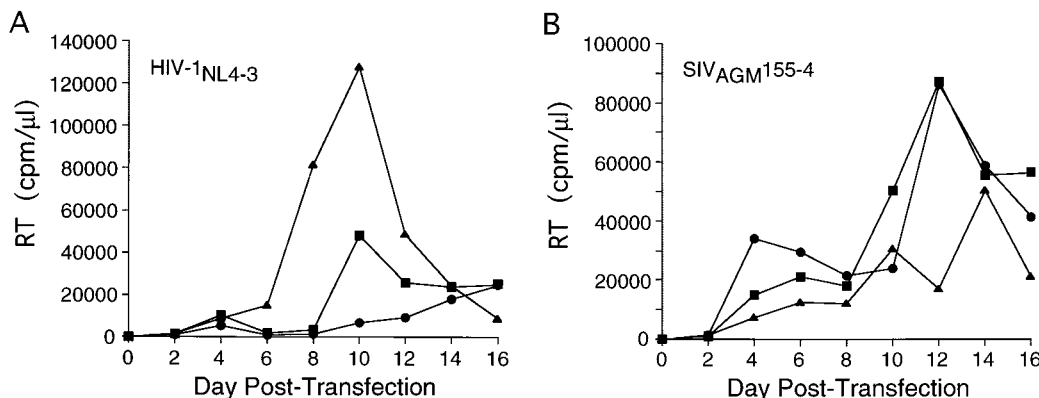 A
HIV-1NL4-3
RT (cpm/μl)
140000
120000
100000
80000
60000
40000
20000
0
0 2 4 6 8 10 12 14 16
Day Post-Transfection
B
SIVAGM155-4
RT (cpm/μl)
100000
80000
60000
40000
20000
0
0 2 4 6 8 10 12 14 16
Day Post-Transfection